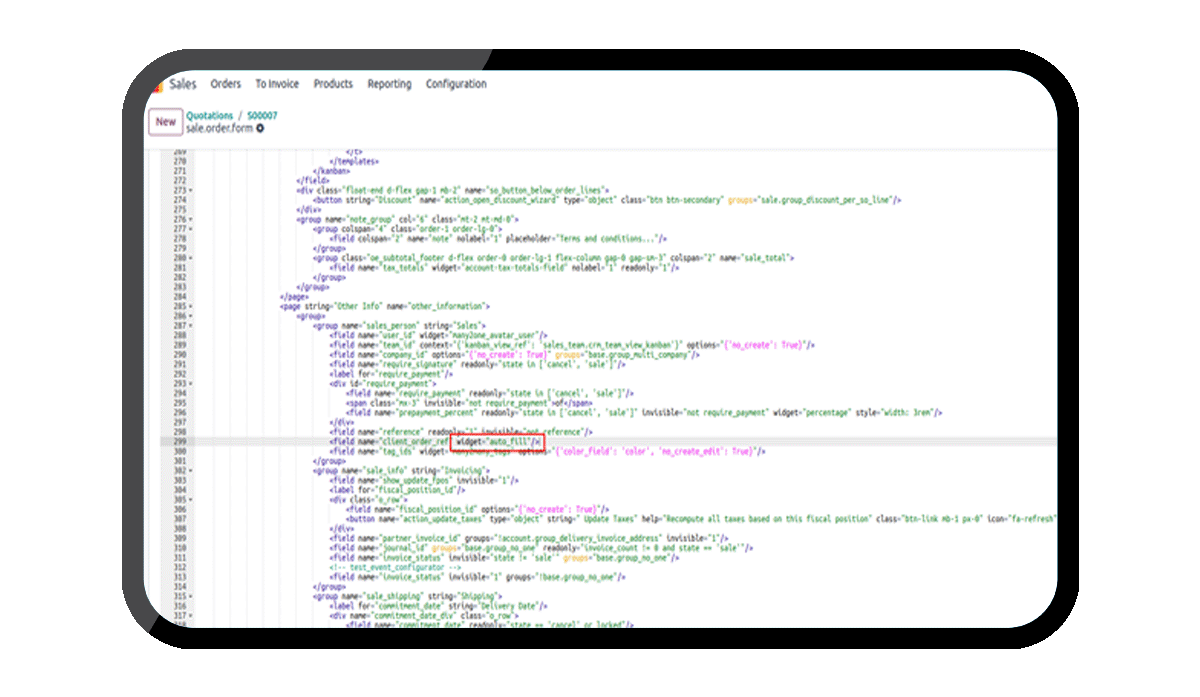 Sales Orders To Invoice Products Reporting Configuration
New
Quotations / S00007
sale.order.form
269 </t>
270 </templates>
271 </kanban>
272 </field>
273 <div class="float-end d-flex gap-1 mb-2" name="so_button_below_order_lines">
274 <button string="Discount" name="action_open_discount_wizard" type="object" class="btn btn-secondary" groups="sale.group_discount_per_so_line"/>
275 </div>
276 <group name="note_group" col="6" class="mt-2 mt-md-0">
277 <group colspan="4" class="order-1 order-lg-0">
278 <field colspan="2" name="note" nolabel="1" placeholder="Terms and conditions..."/>
279 </group>
280 <group class="oe_subtotal_footer d-flex order-0 order-lg-1 flex-column gap-0 gap-sm-3" colspan="2" name="sale_total">
281 <field name="tax_totals" widget="account-tax-totals-field" nolabel="1" readonly="1"/>
282 </group>
283 </group>
284 </page>
285 <page string="Other Info" name="other_information">
286 <group>
287 <group name="sales_person" string="Sales">
288 <field name="user_id" widget="many2one_avatar_user"/>
289 <field name="team_id" context="{'kanban_view_ref': 'sales_team.crm_team_view_kanban'}" options="{'no_create': True}"/>
290 <field name="company_id" options="{'no_create': True}" groups="base.group_multi_company"/>
291 <field name="require_signature" readonly="state in ['cancel', 'sale']"/>
292 <label for="require_payment"/>
293 <div id="require_payment">
294 <field name="require_payment" readonly="state in ['cancel', 'sale']"/>
295 <span class="mx-3" invisible="not require_payment">of</span>
296 <field name="prepayment_percent" readonly="state in ['cancel', 'sale']" invisible="not require_payment" widget="percentage" style="width: 3rem"/>
297 </div>
298 <field name="reference" readonly="1" invisible="not reference"/>
299 <field name="client_order_ref" widget="auto_fill"/>
300 <field name="tag_ids" widget="many2many_tags" options="{'color_field': 'color', 'no_create_edit': True}"/>
301 </group>
302 <group name="sale_info" string="Invoicing">
303 <field name="show_update_fpos" invisible="1"/>
304 <label for="fiscal_position_id"/>
305 <div class="o_row">
306 <field name="fiscal_position_id" options="{'no_create': True}"/>
307 <button name="action_update_taxes" type="object" string=" Update Taxes" help="Recompute all taxes based on this fiscal position" class="btn-link mb-1 px-0" icon="fa-refresh"
308 </div>
309 <field name="partner_invoice_id" groups="!account.group_delivery_invoice_address" invisible="1"/>
310 <field name="journal_id" groups="base.group_no_one" readonly="invoice_count != 0 and state == 'sale'"/>
311 <field name="invoice_status" invisible="state != 'sale'" groups="base.group_no_one"/>
312 <!-- test_event_configurator -->
313 <field name="invoice_status" invisible="1" groups="!base.group_no_one"/>
314 </group>
315 <group name="sale_shipping" string="Shipping">
316 <label for="commitment_date" string="Delivery Date"/>
317 <div name="commitment_date_div" class="o_row">
318 <field name="commitment_date" readonly="state == 'cancel' or locked"/>